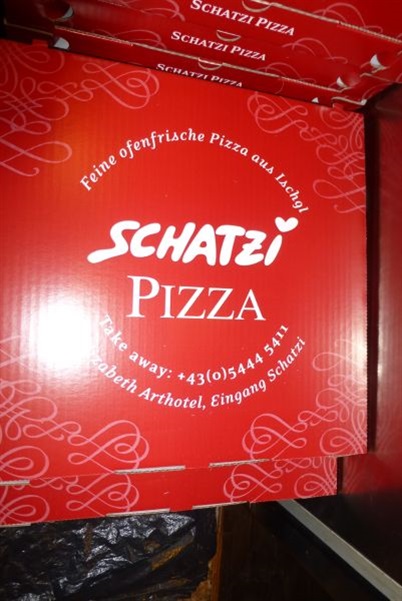 SCHATZI PIZZA
SCHATZI PIZZA
SCHATZI PIZZA
Feine ofenfrische Pizza aus Ischgl
SCHATZI
PIZZA
Take away: +43(0)5444 5411
Arthotel, Eingang Schatzi